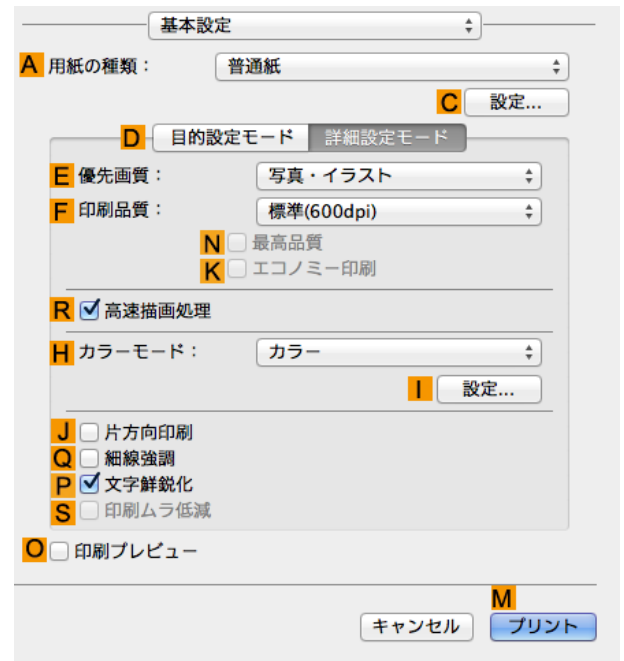 基本設定
A 用紙の種類： 普通紙
C 設定...
D 目的設定モード 詳細設定モード
E 優先画質： 写真・イラスト
F 印刷品質： 標準(600dpi)
N 最高品質
K エコノミー印刷
R 高速描画処理
H カラーモード： カラー
I 設定...
J 片方向印刷
Q 細線強調
P 文字鮮鋭化
S 印刷ムラ低減
O 印刷プレビュー
M
キャンセル プリント